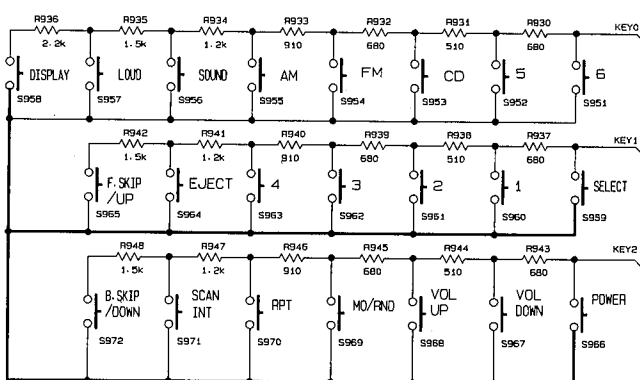 R936 R935 R934 R933 R932 R931 R930 KEY0
2.2k 1.5k 1.2k 910 680 510 680
DISPLAY LOUD SOUND AM FM CD 5 6
S958 S957 S956 S955 S954 S953 S952 S951
R942 R941 R940 R939 R938 R937 KEY1
1.5k 1.2k 910 680 510 680
F.SKIP EJECT 4 3 2 1 SELECT
/UP
S965 S964 S963 S962 S961 S960 S959
R948 R947 R946 R945 R944 R943 KEY2
1.5k 1.2k 910 680 510 680
B.SKIP SCAN RPT MO/RND VOL VOL POWER
/DOWN INT UP DOWN
S972 S971 S970 S969 S968 S967 S966